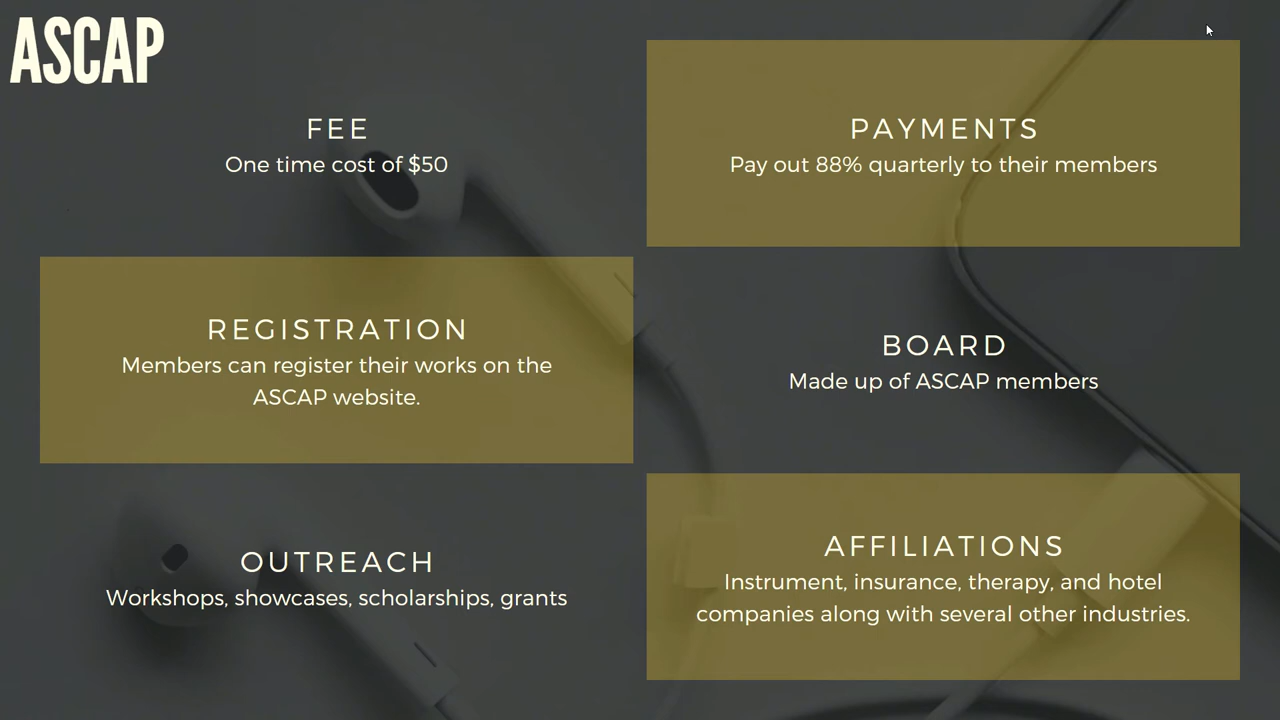 ASCAP
FEE
One time cost of $50
PAYMENTS
Pay out 88% quarterly to their members
REGISTRATION
Members can register their works on the
ASCAP website.
BOARD
Made up of ASCAP members
OUTREACH
Workshops, showcases, scholarships, grants
AFFILIATIONS
Instrument, insurance, therapy, and hotel
companies along with several other industries.